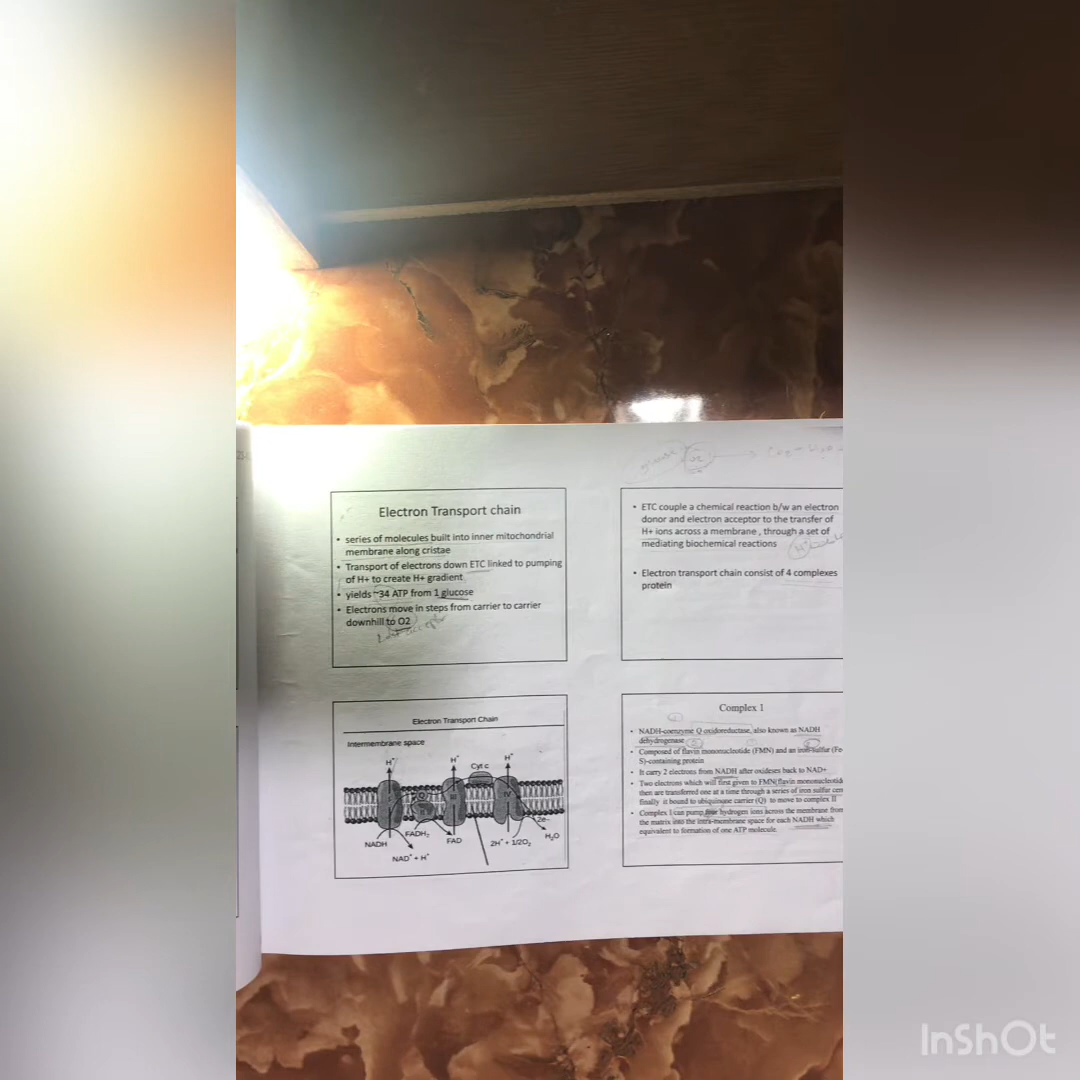 Electron Transport chain
• series of molecules built into inner mitochondrial
membrane along cristae
• Transport of electrons down ETC linked to pumping
of H+ to create H+ gradient
• yields ~34 ATP from 1 glucose
• Electrons move in steps from carrier to carrier
downhill to O2
glucose
• ETC couple a chemical reaction b/w an electron
donor and electron acceptor to the transfer of
H+ ions across a membrane, through a set of
mediating biochemical reactions
• Electron transport chain consist of 4 complexes
protein
Electron Transport Chain
Intermembrane space
H⁺
H⁺
Cyt c
H⁺
FADH₂
2e-
NADH
FAD
2H⁺ + 1/2O₂
H₂O
NAD⁺ + H⁺
Complex 1
• NADH-coenzyme Q oxidoreductase, also known as NADH
dehydrogenase
• Composed of flavin mononucleotide (FMN) and an iron-sulfur (Fe-
S)-containing protein
• It carry 2 electrons from NADH after oxideses back to NAD+
• Two electrons which will first given to FMN(flavin mononucleotid
then are transferred one at a time through a series of iron sulfur cen
finally it bound to ubiquinane carrier (Q) to move to complex II
• Complex I can pump four hydrogen ions across the membrane from
the matrix into the intra-membrane space for each NADH which
equivalent to formation of one ATP molecule.
InShOt